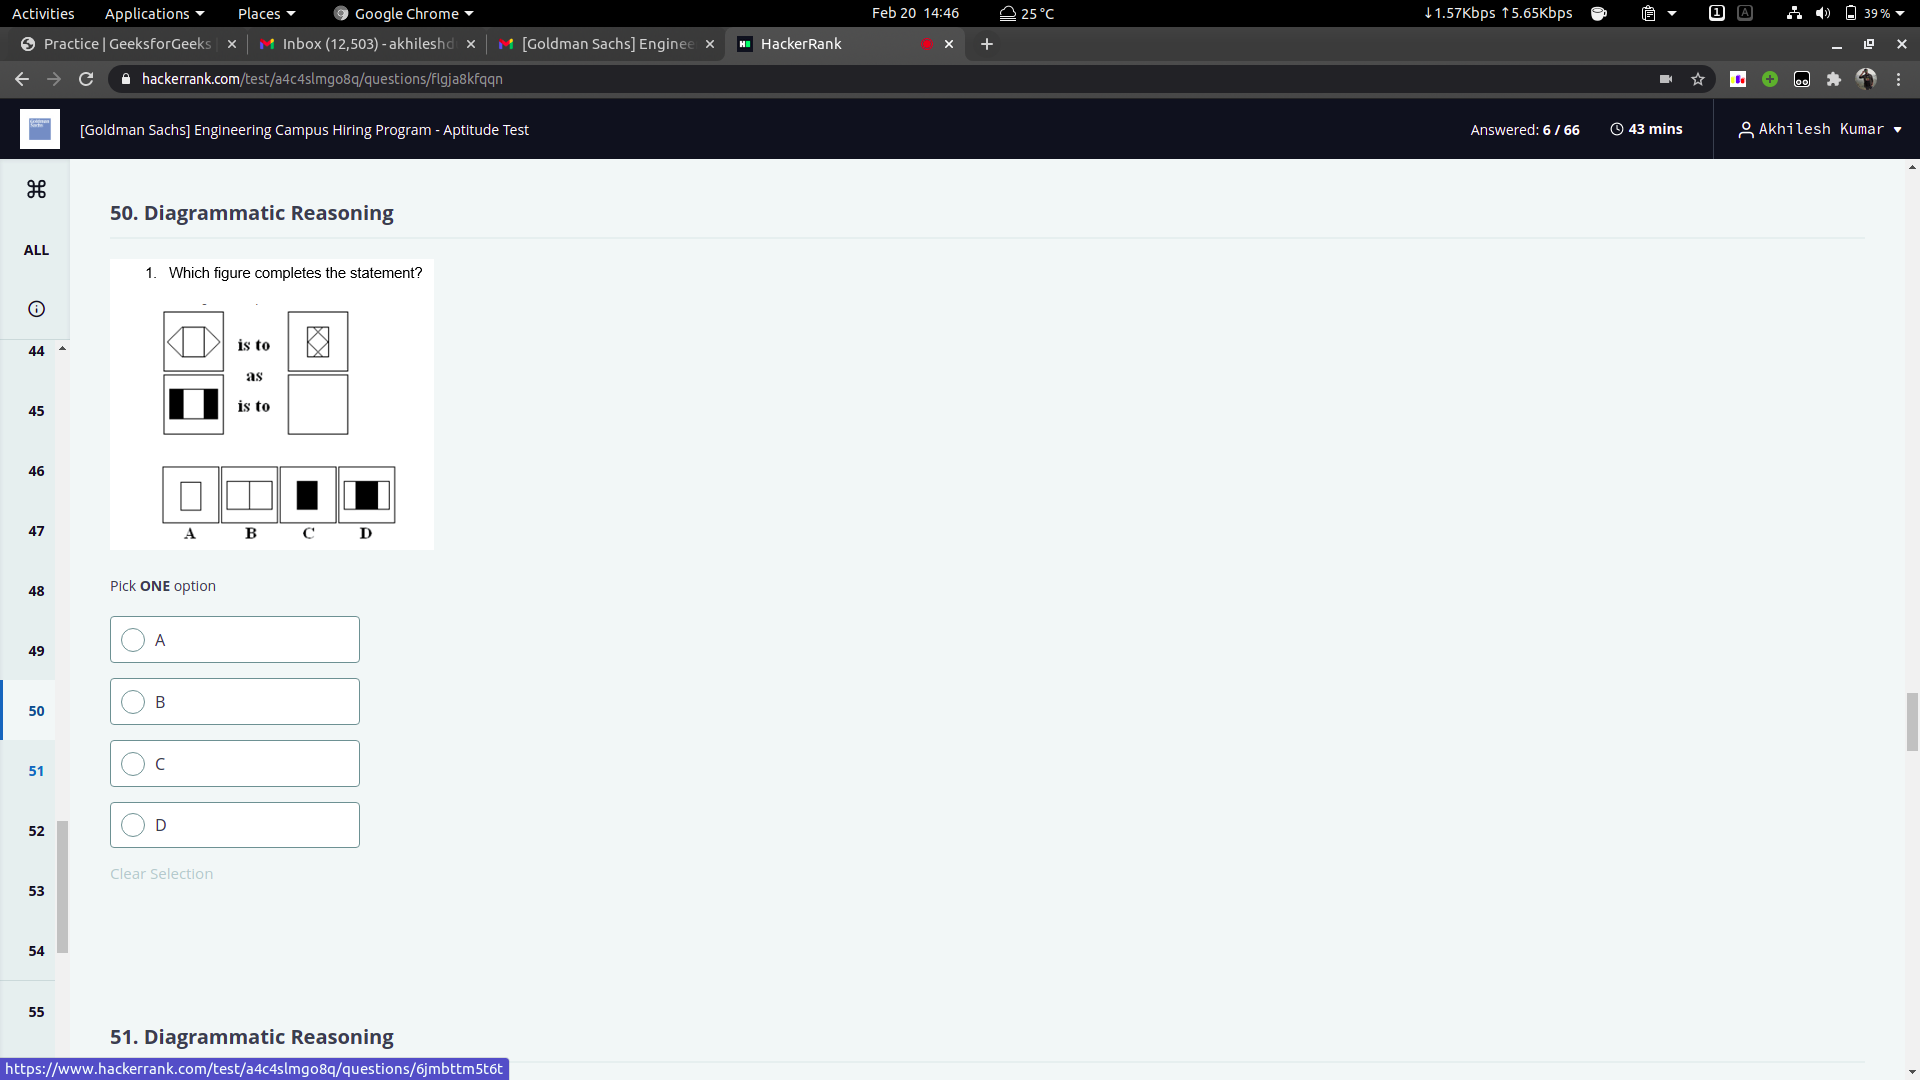 Activities Applications Places Google Chrome Feb 20 14:46 25 °C ↓1.57Kbps ↑5.65Kbps 1 A 39 %
Practice | GeeksforGeeks Inbox (12,503) - akhileshd [Goldman Sachs] Enginee HackerRank
hackerrank.com/test/a4c4slmgo8q/questions/flgja8kfqqn
[Goldman Sachs] Engineering Campus Hiring Program - Aptitude Test Answered: 6 / 66 43 mins Akhilesh Kumar
ALL
44
45
46
47
48
49
50
51
52
53
54
55
50. Diagrammatic Reasoning
1. Which figure completes the statement?
is to
as
is to
A B C D
Pick ONE option
A
B
C
D
Clear Selection
51. Diagrammatic Reasoning
https://www.hackerrank.com/test/a4c4slmgo8q/questions/6jmbttm5t6t